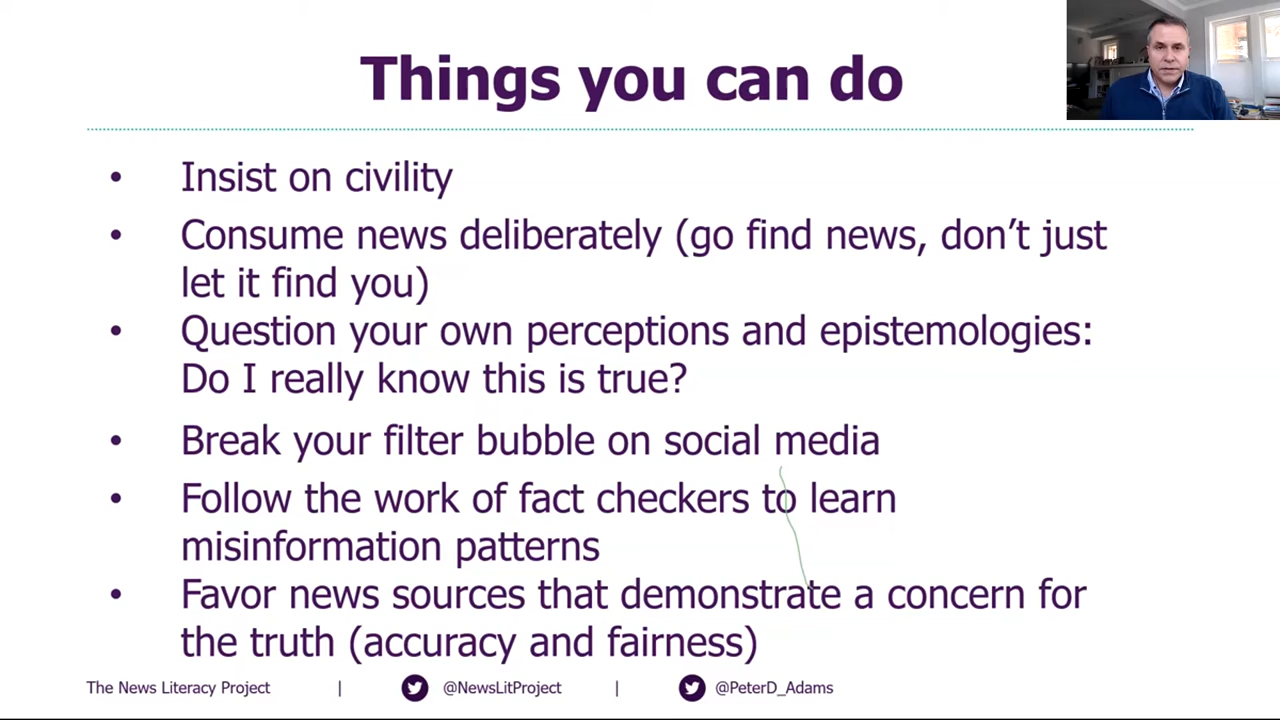 Things you can do
• Insist on civility
• Consume news deliberately (go find news, don’t just
let it find you)
• Question your own perceptions and epistemologies:
Do I really know this is true?
• Break your filter bubble on social media
• Follow the work of fact checkers to learn
misinformation patterns
• Favor news sources that demonstrate a concern for
the truth (accuracy and fairness)
The News Literacy Project | @NewsLitProject | @PeterD_Adams